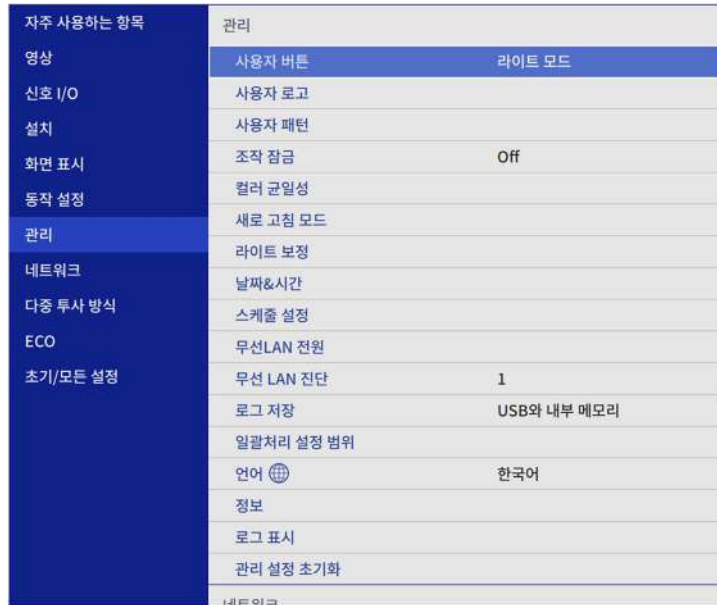 자주 사용하는 항목
영상
신호 I/O
설치
화면 표시
동작 설정
관리
네트워크
다중 투사 방식
ECO
초기/모든 설정
관리
사용자 버튼 라이트 모드
사용자 로고
사용자 패턴
조작 잠금 Off
컬러 균일성
새로 고침 모드
라이트 보정
날짜&시간
스케줄 설정
무선LAN 전원
무선 LAN 진단 1
로그 저장 USB와 내부 메모리
일괄처리 설정 범위
언어 한국어
정보
로그 표시
관리 설정 초기화
네트워크